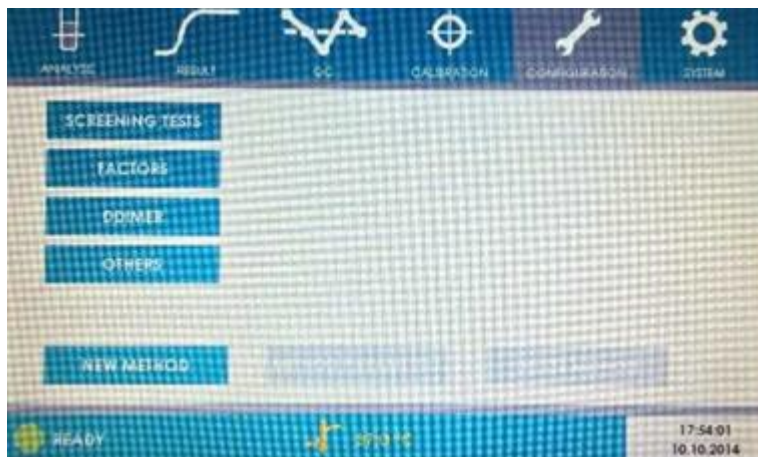 ANALYSIS RESULT QC CALIBRATION CONFIGURATION SYSTEM
SCREENING TESTS
FACTORS
DDIMER
OTHERS
NEW METHOD
READY
17:54:01
10.10.2014